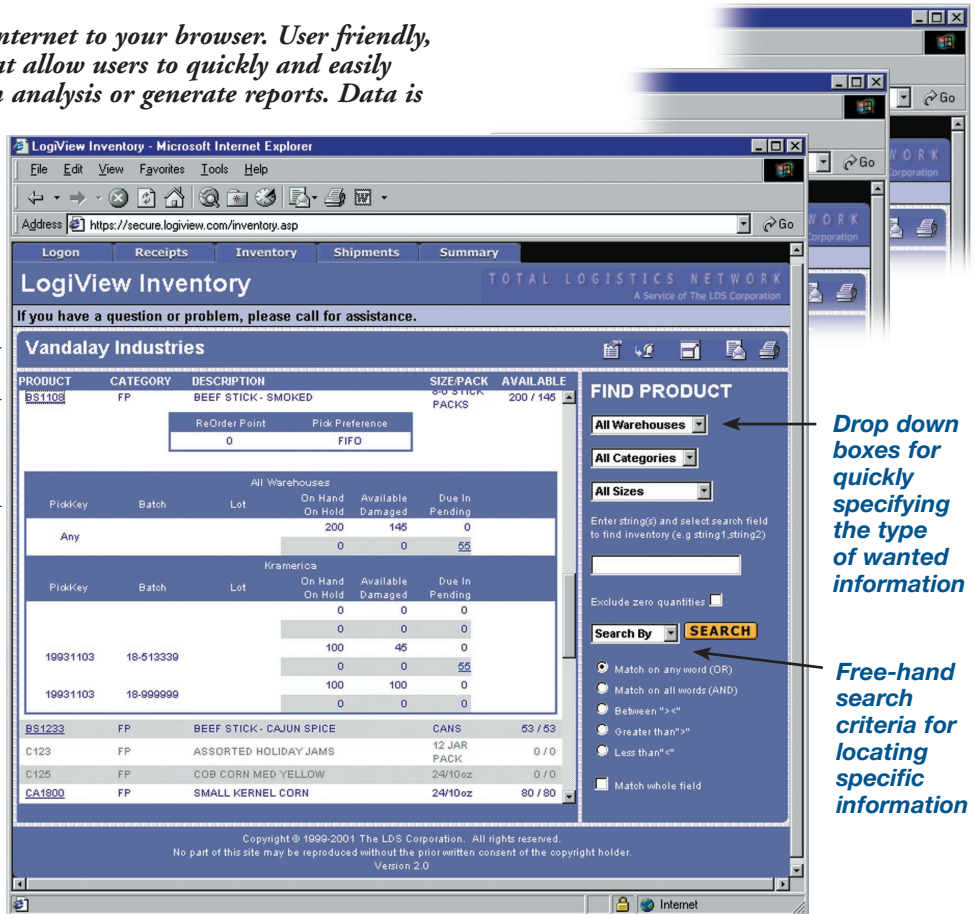 nternet to your browser. User friendly,
at allow users to quickly and easily
n analysis or generate reports. Data is
LogiView Inventory - Microsoft Internet Explorer
File Edit View Favorites Tools Help
Address https://secure.logiview.com/inventory.asp Go
Logon Receipts Inventory Shipments Summary
LogiView Inventory
TOTAL LOGISTICS NETWORK
A Service of The LDS Corporation
If you have a question or problem, please call for assistance.
Vandalay Industries
PRODUCT CATEGORY DESCRIPTION SIZE/PACK AVAILABLE
BS1108 FP BEEF STICK - SMOKED 8-6 STICK PACKS 200 / 145
ReOrder Point Pick Preference
0 FIFO
All Warehouses
PickKey Batch Lot On Hand Available Due In
On Hold Damaged Pending
Any 200 145 0
0 0 55
Kramerica
PickKey Batch Lot On Hand Available Due In
On Hold Damaged Pending
0 0 0
0 0 0
19931103 18-513339 100 45 0
0 0 55
19931103 18-999999 100 100 0
0 0 0
BS1233 FP BEEF STICK - CAJUN SPICE CANS 53 / 53
C123 FP ASSORTED HOLIDAY JAMS 12 JAR PACK 0 / 0
C125 FP COB CORN MED YELLOW 24/10oz 0 / 0
CA1800 FP SMALL KERNEL CORN 24/10oz 80 / 80
FIND PRODUCT
All Warehouses
All Categories
All Sizes
Enter string(s) and select search field
to find inventory (e.g string1,string2)
Exclude zero quantities
Search By SEARCH
Match on any word (OR)
Match on all words (AND)
Between "> <"
Greater than">"
Less than"<"
Match whole field
Copyright © 1999-2001 The LDS Corporation. All rights reserved.
No part of this site may be reproduced without the prior written consent of the copyright holder.
Version 2.0
Internet
Go
WORK
Corporation
Go
WORK
Corporation
Drop down
boxes for
quickly
specifying
the type
of wanted
information
Free-hand
search
criteria for
locating
specific
information